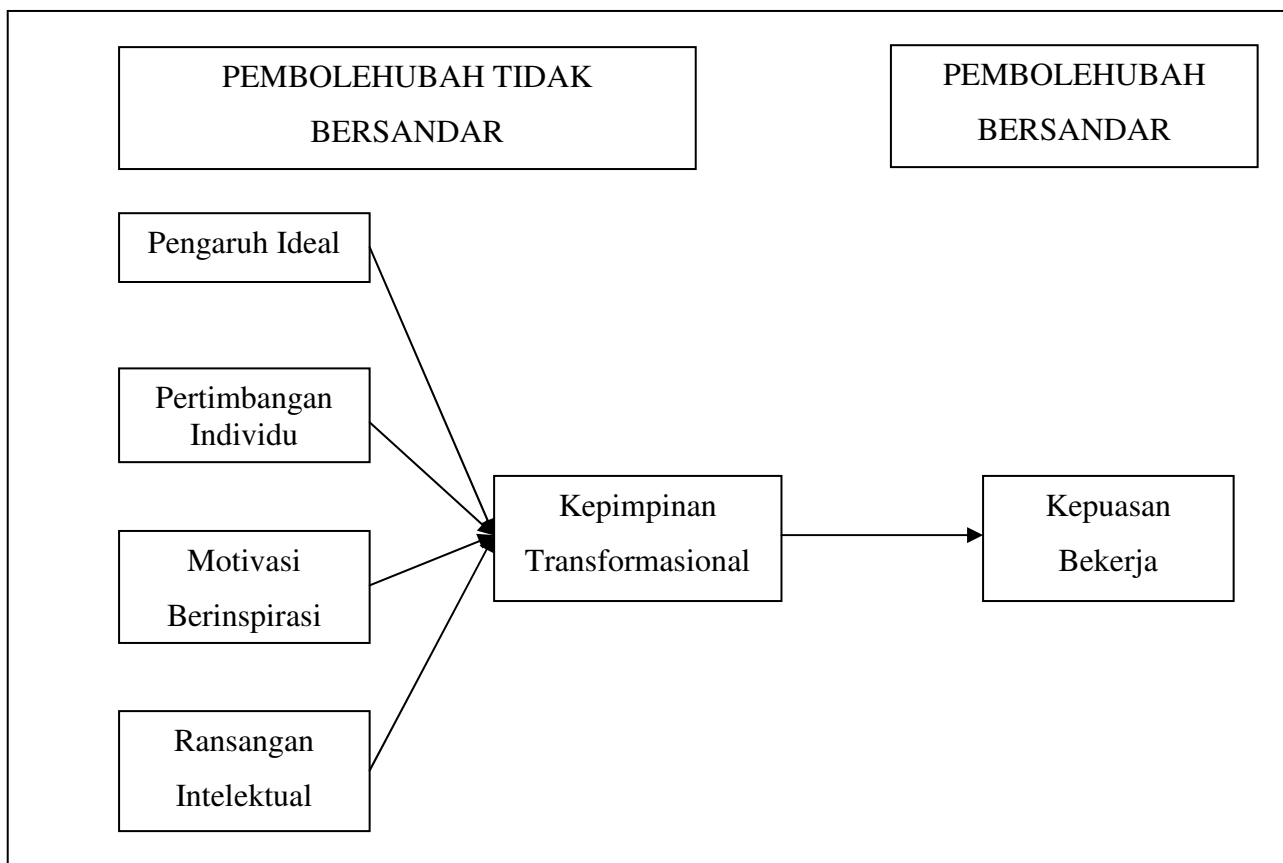 PEMBOLEHUBAH TIDAK
BERSANDAR
PEMBOLEHUBAH
BERSANDAR
Pengaruh Ideal
Pertimbangan
Individu
Motivasi
Berinspirasi
Ransangan
Intelektual
Kepimpinan
Transformasional
Kepuasan
Bekerja